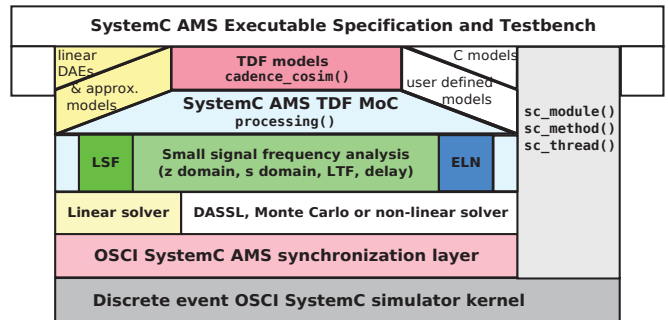 SystemC AMS Executable Specification and Testbench
linear
DAEs
& approx.
models
TDF models
cadence_cosim()
C models
user defined
models
SystemC AMS TDF MoC
processing()
sc_module()
sc_method()
sc_thread()
LSF
Small signal frequency analysis
(z domain, s domain, LTF, delay)
ELN
Linear solver
DASSL, Monte Carlo or non-linear solver
OSCI SystemC AMS synchronization layer
Discrete event OSCI SystemC simulator kernel